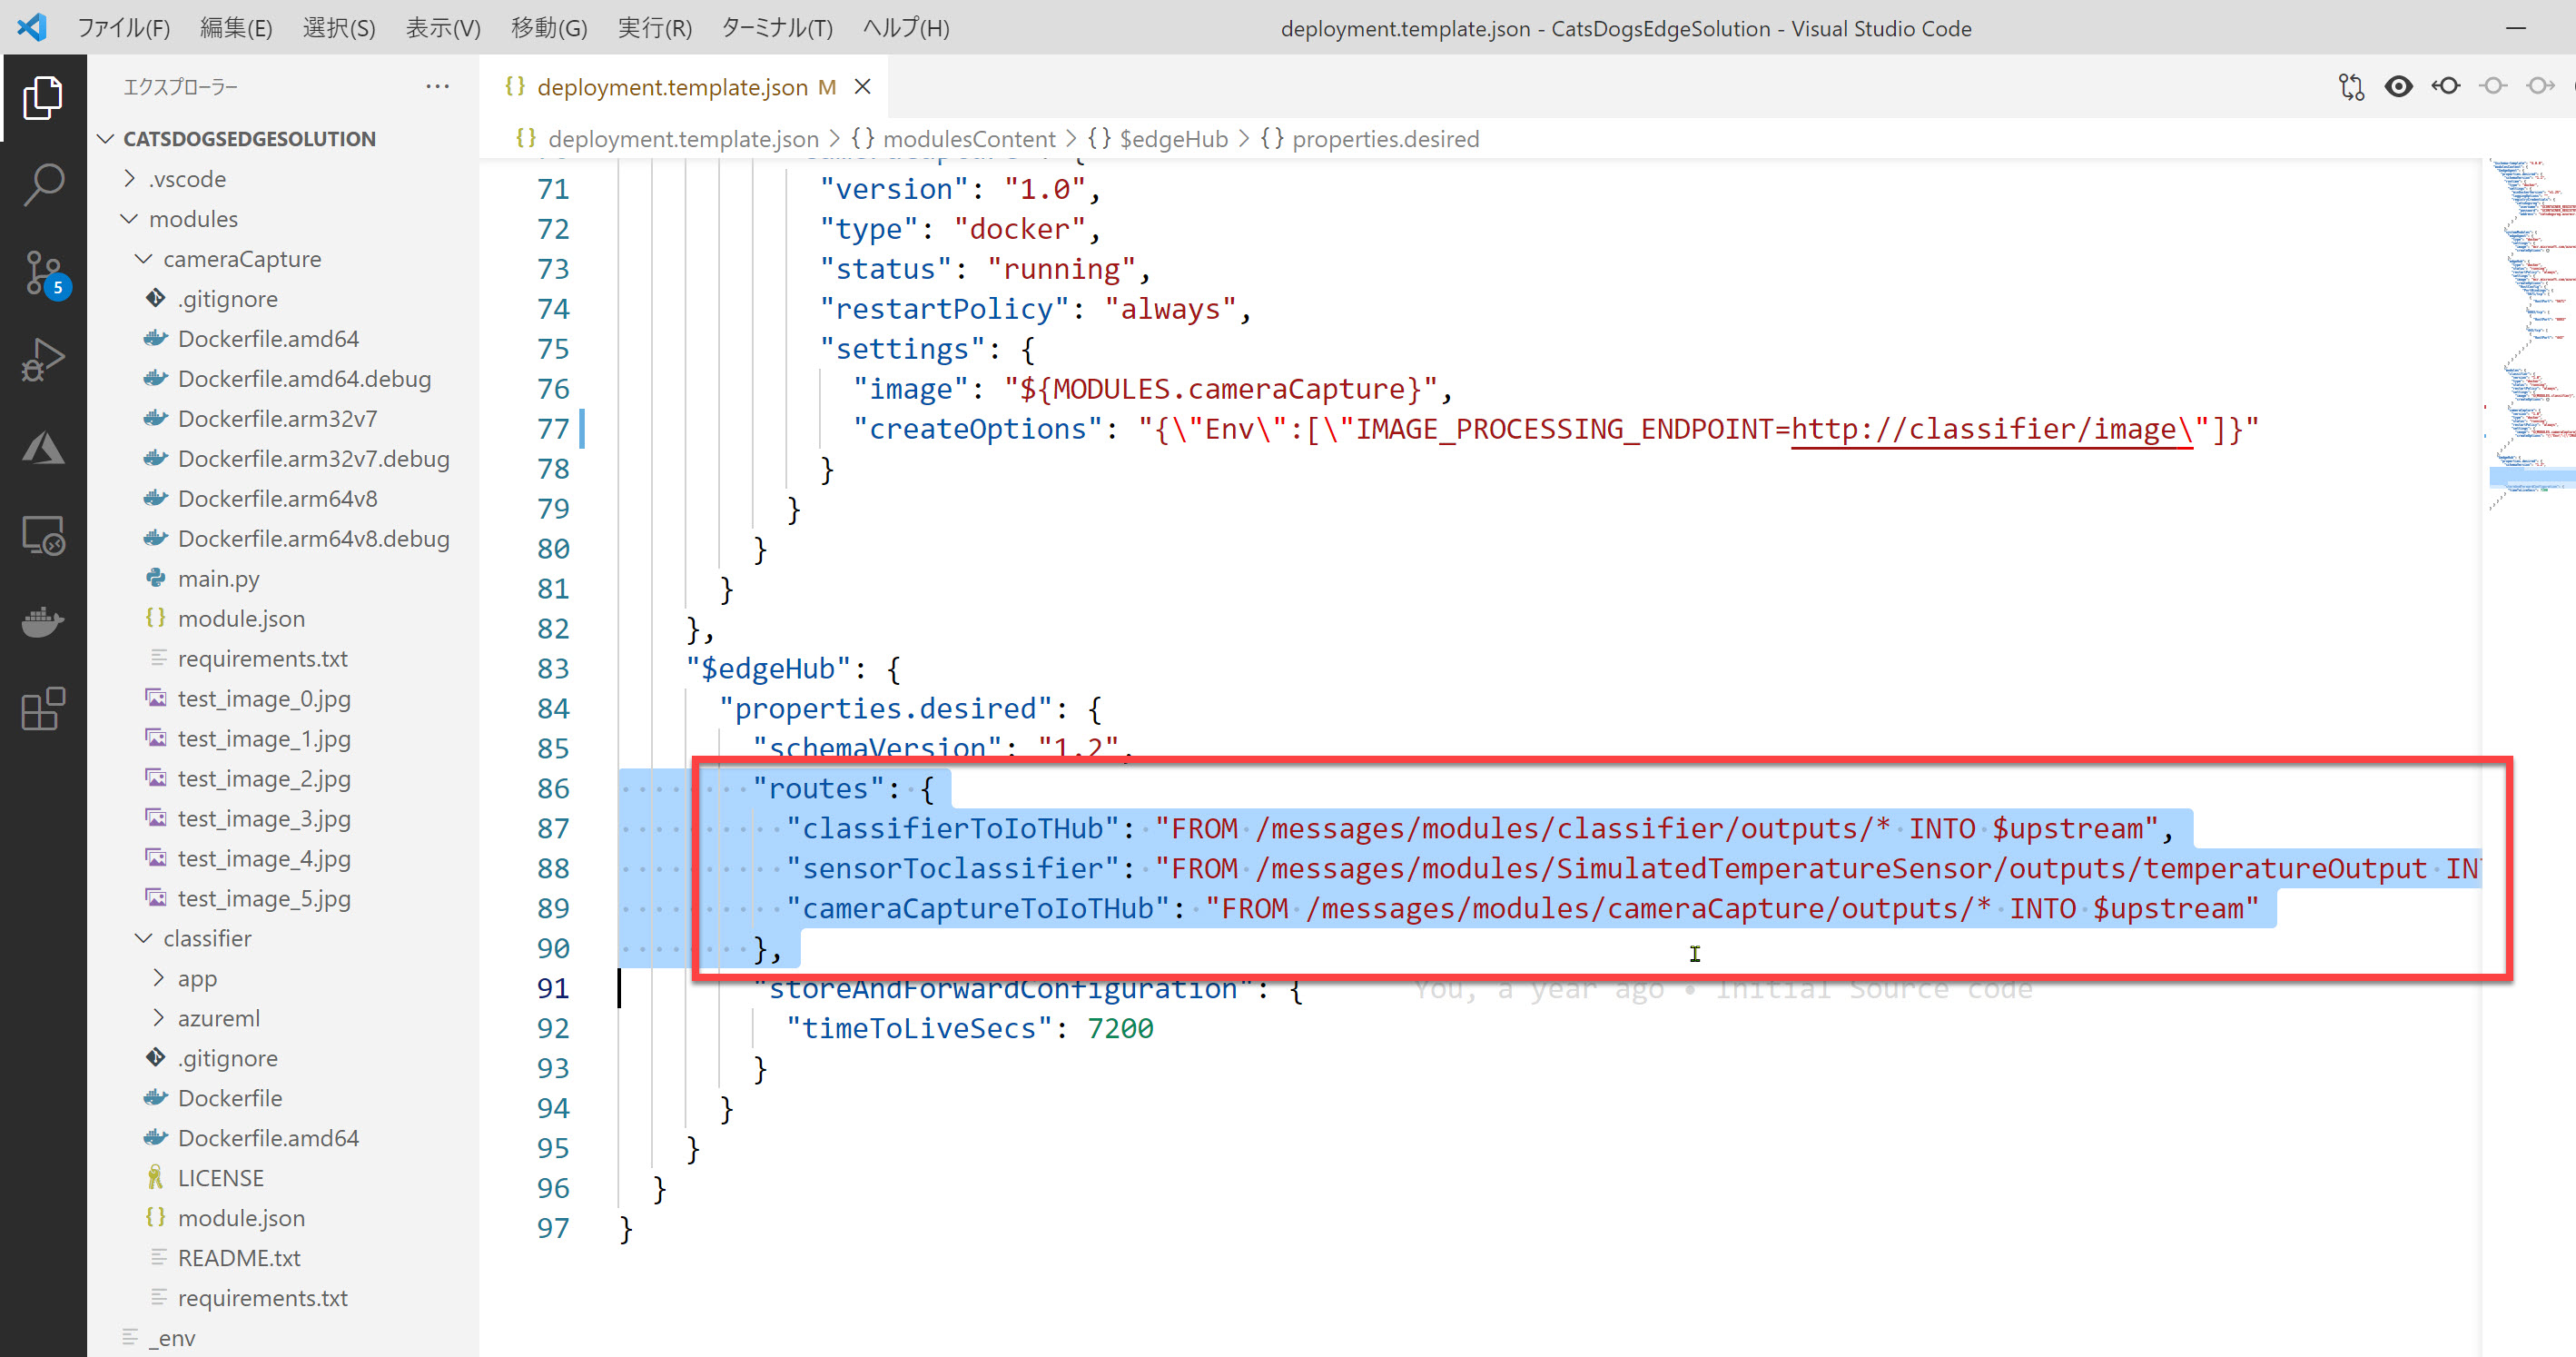 ファイル(F) 編集(E) 選択(S) 表示(V) 移動(G) 実行(R) ターミナル(T) ヘルプ(H) deployment.template.json - CatsDogsEdgeSolution - Visual Studio Code
エクスプローラー ···
CATSDOGSEDGESOLUTION
.vscode
modules
cameraCapture
.gitignore
Dockerfile.amd64
Dockerfile.amd64.debug
Dockerfile.arm32v7
Dockerfile.arm32v7.debug
Dockerfile.arm64v8
Dockerfile.arm64v8.debug
main.py
{} module.json
requirements.txt
test_image_0.jpg
test_image_1.jpg
test_image_2.jpg
test_image_3.jpg
test_image_4.jpg
test_image_5.jpg
classifier
app
azureml
.gitignore
Dockerfile
Dockerfile.amd64
LICENSE
{} module.json
README.txt
requirements.txt
_env
5
{} deployment.template.json M
{} deployment.template.json > {} modulesContent > {} $edgeHub > {} properties.desired
71 "version": "1.0",
72 "type": "docker",
73 "status": "running",
74 "restartPolicy": "always",
75 "settings": {
76 "image": "${MODULES.cameraCapture}",
77 "createOptions": "{\"Env\":[\"IMAGE_PROCESSING_ENDPOINT=http://classifier/image\"]}"
78 }
79 }
80 }
81 }
82 },
83 "$edgeHub": {
84 "properties.desired": {
85 "schemaVersion": "1.2",
86 "routes": {
87 "classifierToIoTHub": "FROM /messages/modules/classifier/outputs/* INTO $upstream",
88 "sensorToclassifier": "FROM /messages/modules/SimulatedTemperatureSensor/outputs/temperatureOutput IN
89 "cameraCaptureToIoTHub": "FROM /messages/modules/cameraCapture/outputs/* INTO $upstream"
90 },
91 "storeAndForwardConfiguration": { You, a year ago • Initial Source code
92 "timeToLiveSecs": 7200
93 }
94 }
95 }
96 }
97 }